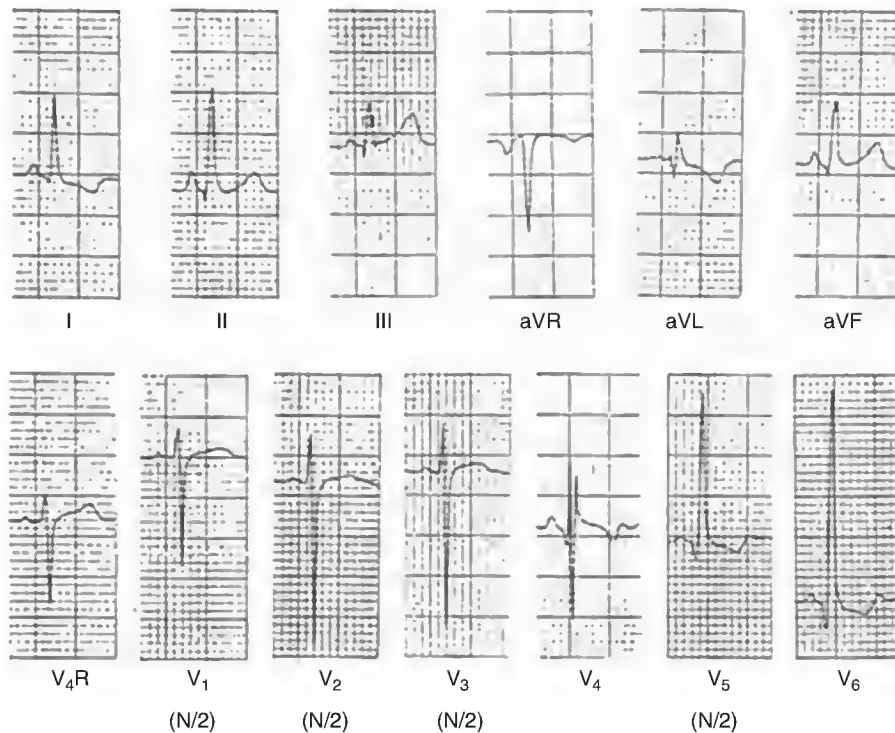 I II III aVR aVL aVF
V4R V1 V2 V3 V4 V5 V6
(N/2) (N/2) (N/2) (N/2)